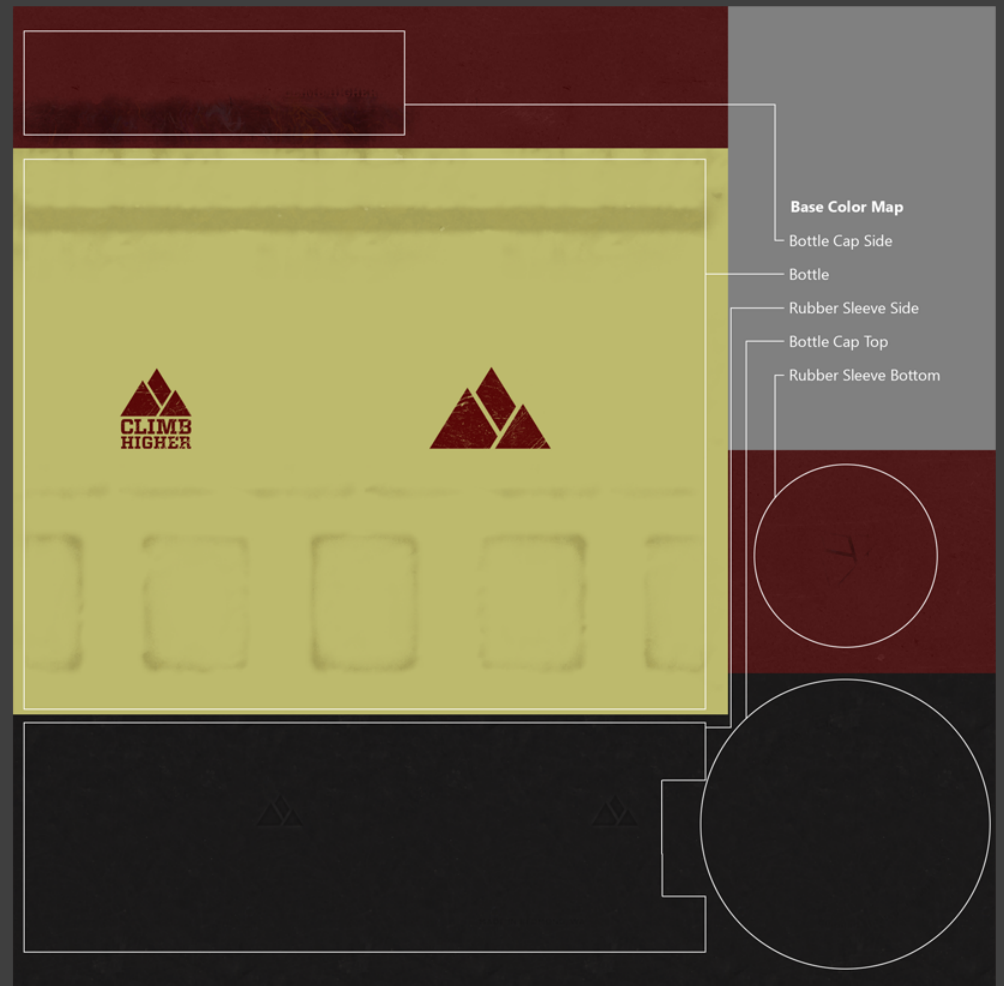 Base Color Map
Bottle Cap Side
Bottle
Rubber Sleeve Side
Bottle Cap Top
Rubber Sleeve Bottom
CLIMB
HIGHER